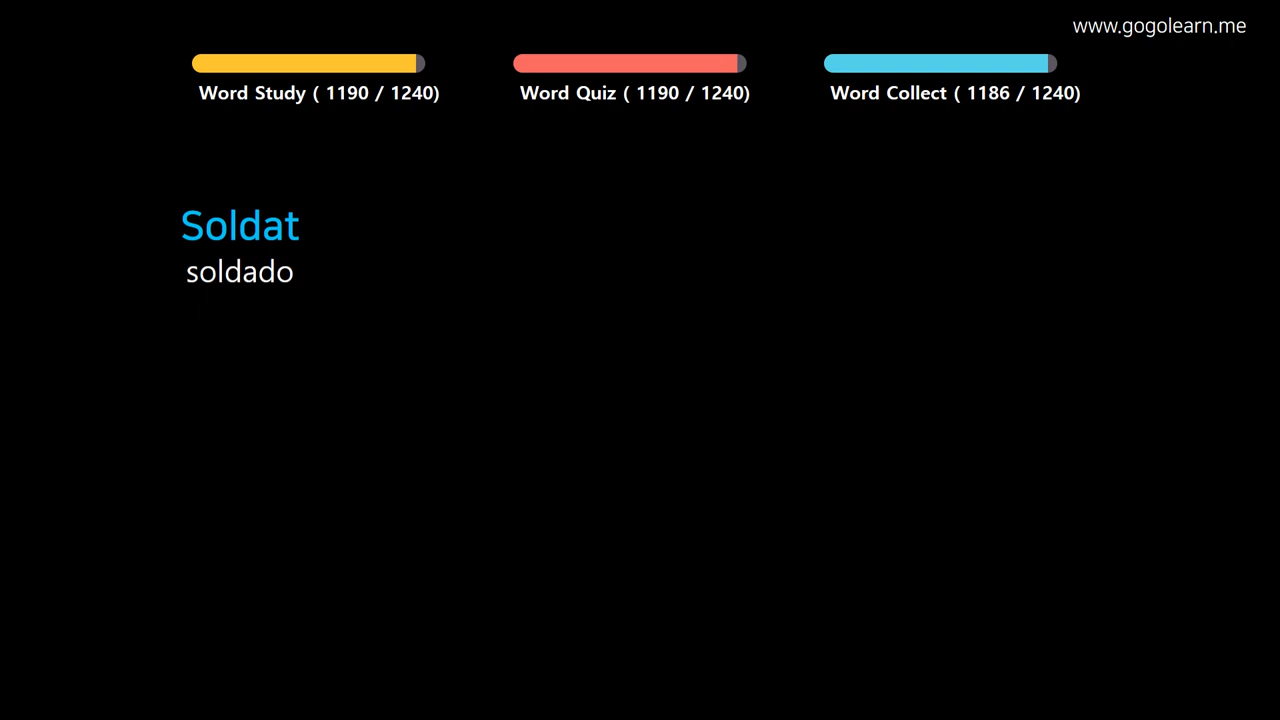 www.gogolearn.me
Word Study ( 1190 / 1240)
Word Quiz ( 1190 / 1240)
Word Collect ( 1186 / 1240)
Soldat
soldado